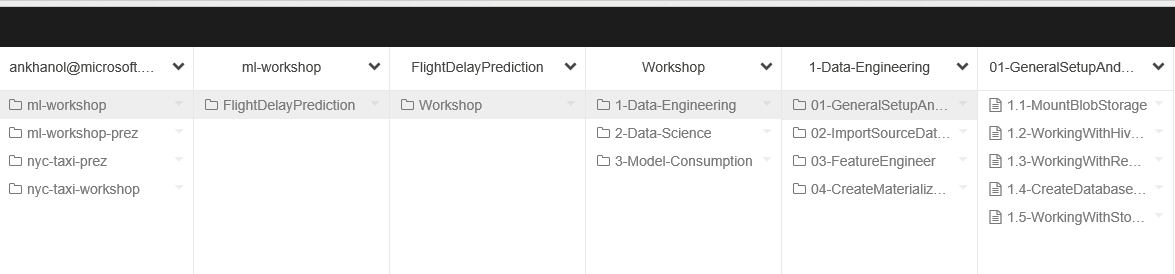 ankhanol@microsoft....
ml-workshop
ml-workshop-prez
nyc-taxi-prez
nyc-taxi-workshop
ml-workshop
FlightDelayPrediction
FlightDelayPrediction
Workshop
Workshop
1-Data-Engineering
2-Data-Science
3-Model-Consumption
1-Data-Engineering
01-GeneralSetupAn...
02-ImportSourceDat...
03-FeatureEngineer
04-CreateMaterializ...
01-GeneralSetupAnd...
1.1-MountBlobStorage
1.2-WorkingWithHiv...
1.3-WorkingWithRe...
1.4-CreateDatabase...
1.5-WorkingWithSto...